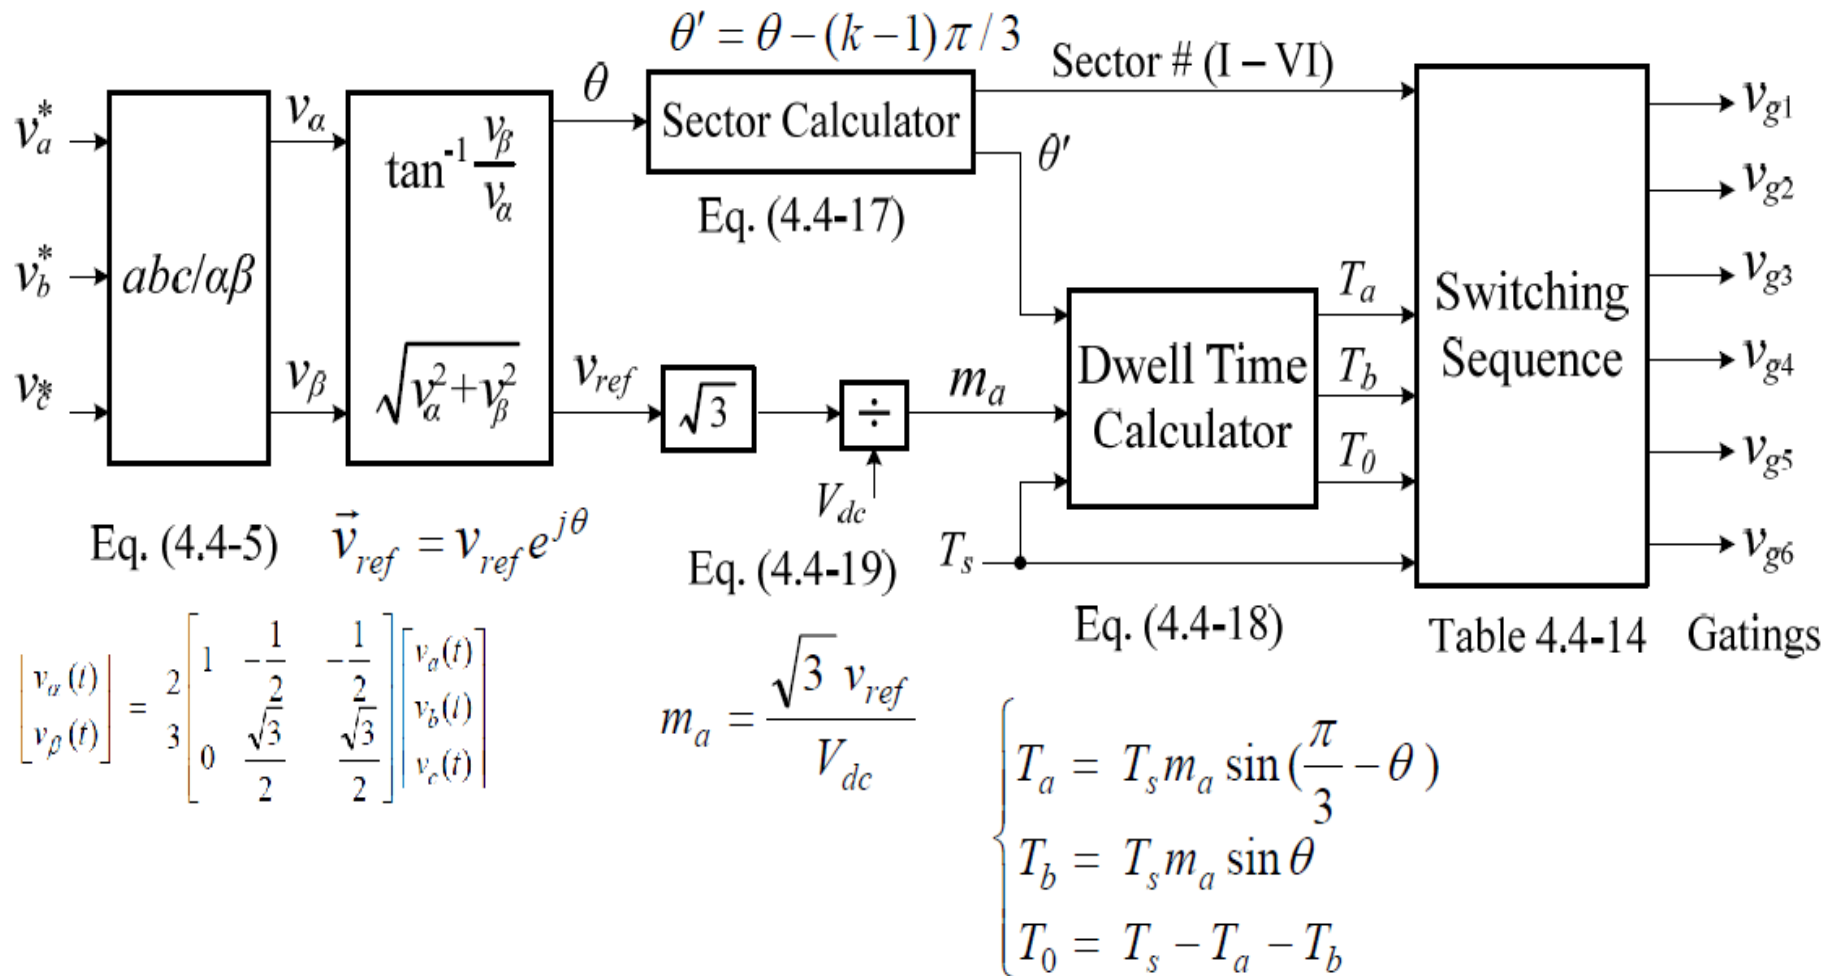 θ′ = θ − (k − 1) π / 3
Sector # (I – VI)
θ
Sector Calculator
θ′
Eq. (4.4-17)
v*a
v*b
v*c
abc/αβ
vα
vβ
tan⁻¹ vβ/vα
√(v²α + v²β)
vref
√3
÷
Vdc
ma
Ts
Dwell Time
Calculator
Ta
Tb
T0
Switching
Sequence
vg1
vg2
vg3
vg4
vg5
vg6
Eq. (4.4-5)
v⃗ref = vref e^jθ
Eq. (4.4-19)
Eq. (4.4-18)
Table 4.4-14
Gatings
[vα(t) vβ(t)] = 2/3 [1 −1/2 −1/2 0 √3/2 √3/2] [va(t) vb(t) vc(t)]
ma = √3 vref / Vdc
Ta = Ts ma sin(π/3 − θ)
Tb = Ts ma sin θ
T0 = Ts − Ta − Tb